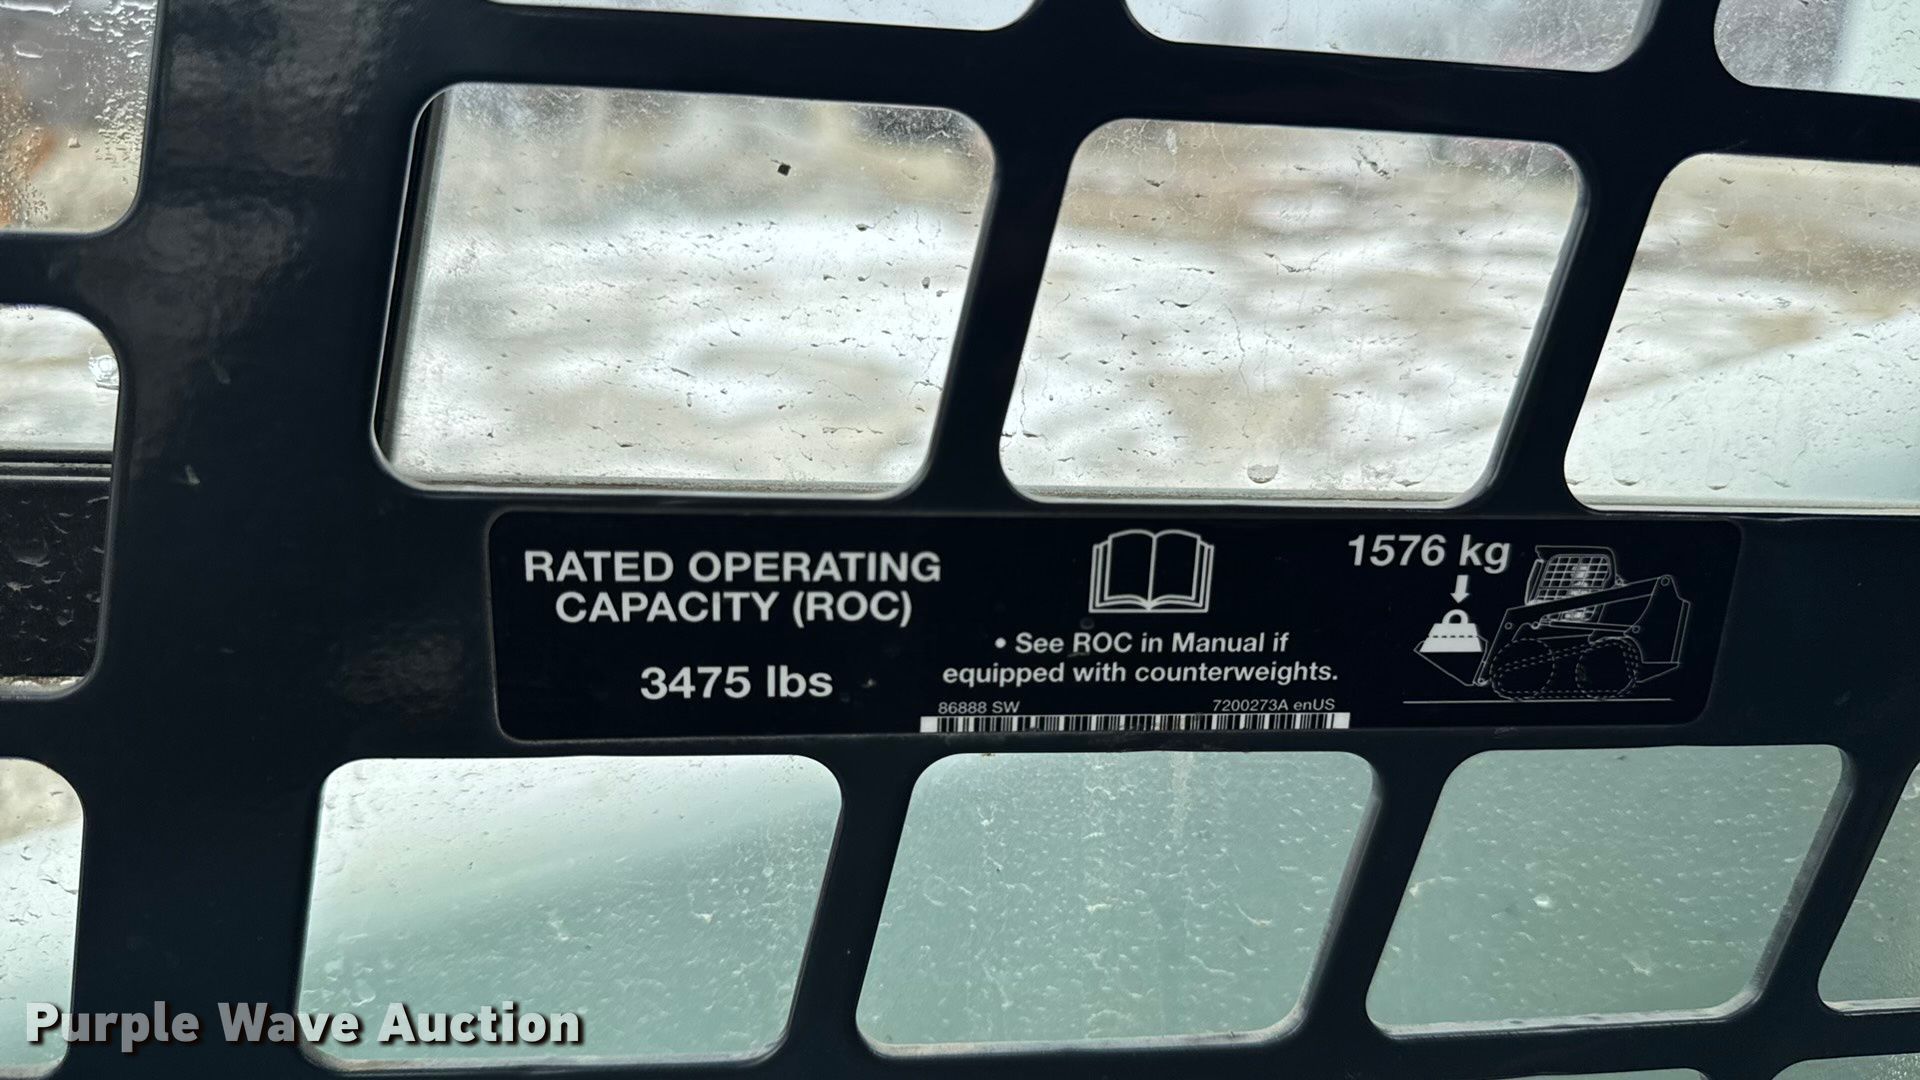 RATED OPERATING
CAPACITY (ROC)
3475 lbs
• See ROC in Manual if
equipped with counterweights.
86888 SW
7200273A enUS
1576 kg
Purple Wave Auction